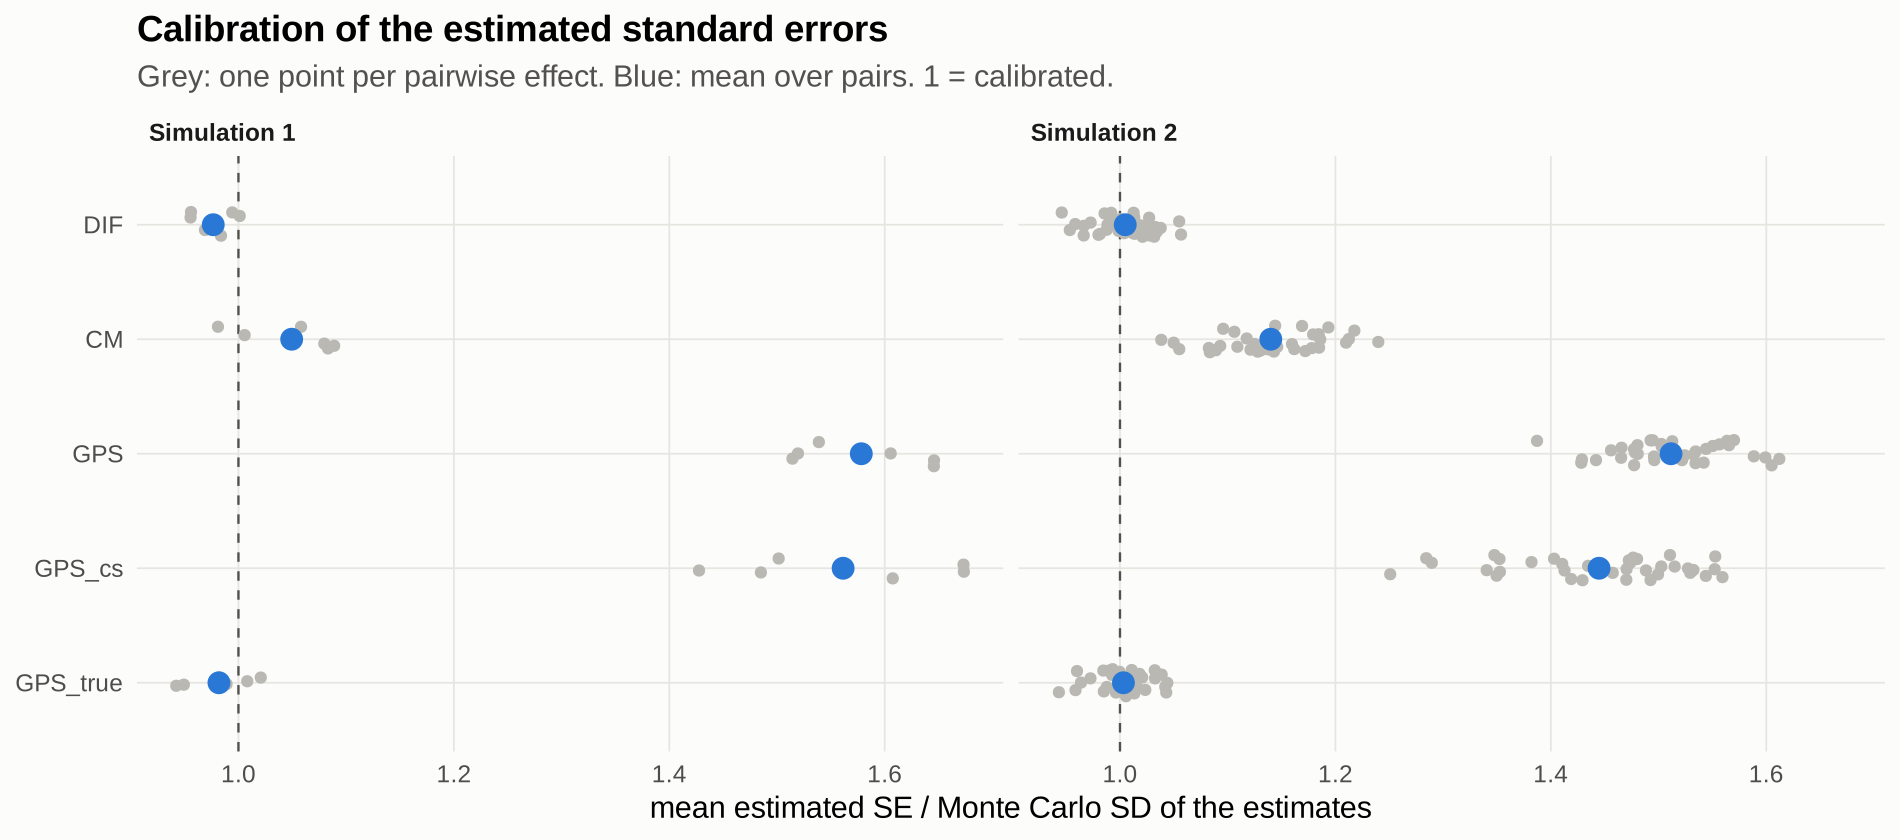 Calibration of the estimated standard errors
Grey: one point per pairwise effect. Blue: mean over pairs. 1 = calibrated.
Simulation 1
Simulation 2
DIF
CM
GPS
GPS_cs
GPS_true
1.0 1.2 1.4 1.6
1.0 1.2 1.4 1.6
mean estimated SE / Monte Carlo SD of the estimates